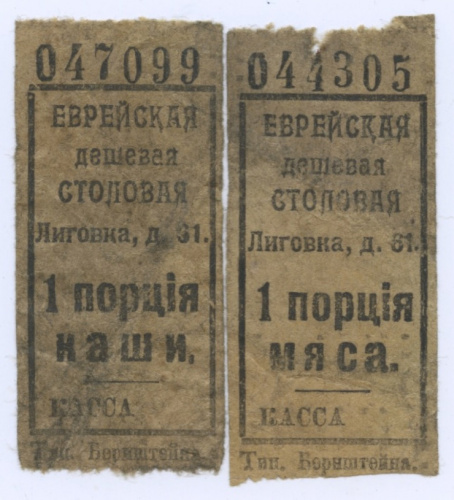 047099
ЕВРЕЙСКАЯ
дешевая
СТОЛОВАЯ
Лиговка, д. 61.
1 порція
каши.
КАССА
Тип. Бернштейна.
044305
ЕВРЕЙСКАЯ
дешевая
СТОЛОВАЯ
Лиговка, д. 61.
1 порція
мяса.
КАССА
Тип. Бернштейна.